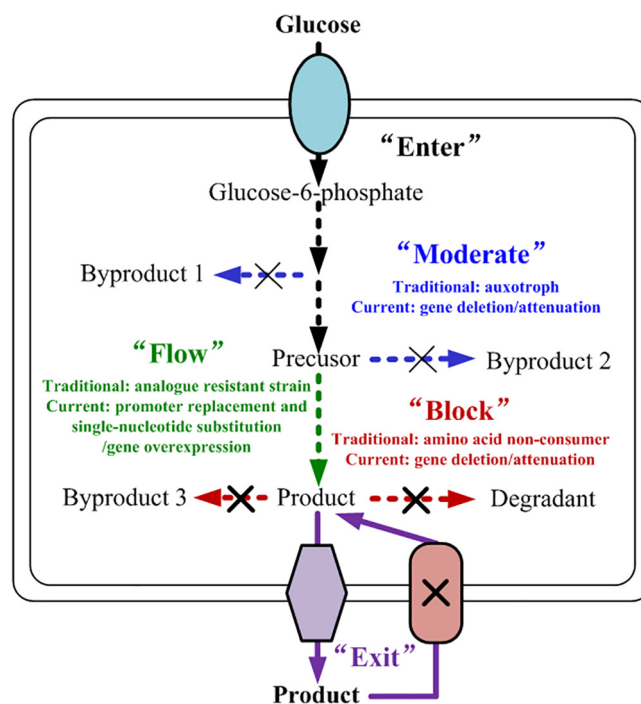 Glucose
“Enter”
Glucose-6-phosphate
“Moderate”
Byproduct 1
Traditional: auxotroph
Current: gene deletion/attenuation
“Flow”
Precusor
Byproduct 2
Traditional: analogue resistant strain
Current: promoter replacement and
single-nucleotide substitution
/gene overexpression
“Block”
Traditional: amino acid non-consumer
Current: gene deletion/attenuation
Byproduct 3
Product
Degradant
“Exit”
Product